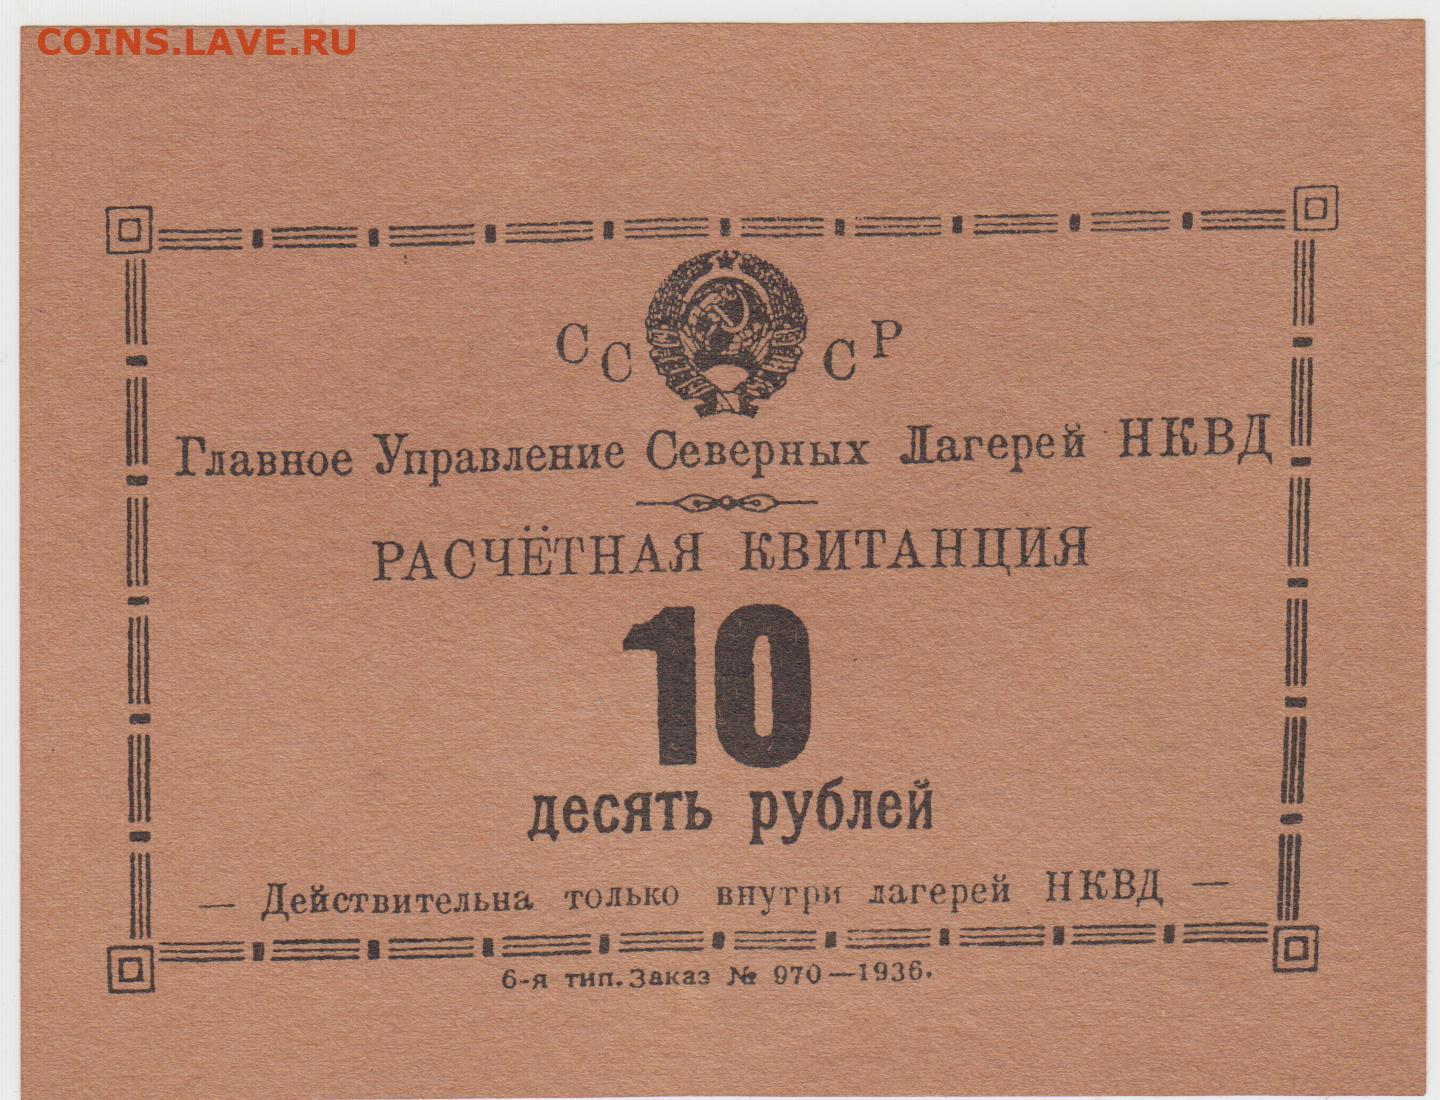 COINS.LAVE.RU
СССР
Главное Управление Северных Лагерей НКВД
РАСЧЁТНАЯ КВИТАНЦИЯ
10
десять рублей
— Действительна только внутри лагерей НКВД —
6-я тип. Заказ № 970—1936.